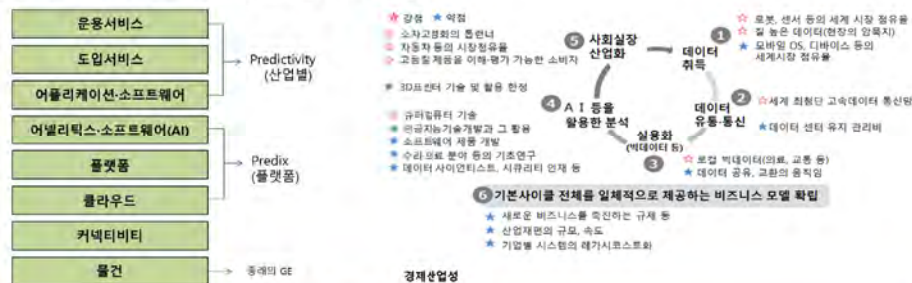 운용서비스
도입서비스
어플리케이션·소프트웨어
어낼리틱스·소프트웨어(AI)
플랫폼
클라우드
커넥티비티
물건
Predictivity
(산업별)
Predix
(플랫폼)
종래의 GE
★ 강점 ★ 약점
소자고령화의 톱런너
자동차 등의 시장점유율
고품질 제품을 이해·평가 가능한 소비자
3D프린터 기술 및 활용 한정
슈퍼컴퓨터 기술
인공지능기술개발과 그 활용
소프트웨어 제품 개발
수리·의료 분야 등의 기초연구
데이터 사이언티스트, 시큐리티 인재 등
5 사회실장
산업화
1
데이터
취득
2
데이터
유통·통신
실용화
(빅데이터 등)
3
4 AI 등을
활용한 분석
☆ 로봇, 센서 등의 세계 시장 점유율
☆ 질 높은 데이터(현장의 암묵지)
★ 모바일 OS, 디바이스 등의
세계시장 점유율
☆ 세계 최첨단 고속데이터 통신망
★ 데이터 센터 유지 관리비
☆ 로컬 빅데이터(의료, 교통 등)
★ 데이터 공유, 교환의 움직임
6 기본사이클 전체를 일체적으로 제공하는 비즈니스 모델 확립
★ 새로운 비즈니스를 촉진하는 규제 등
★ 산업재편의 규모, 속도
★ 기업별 시스템의 레가시코스트화
경제산업성